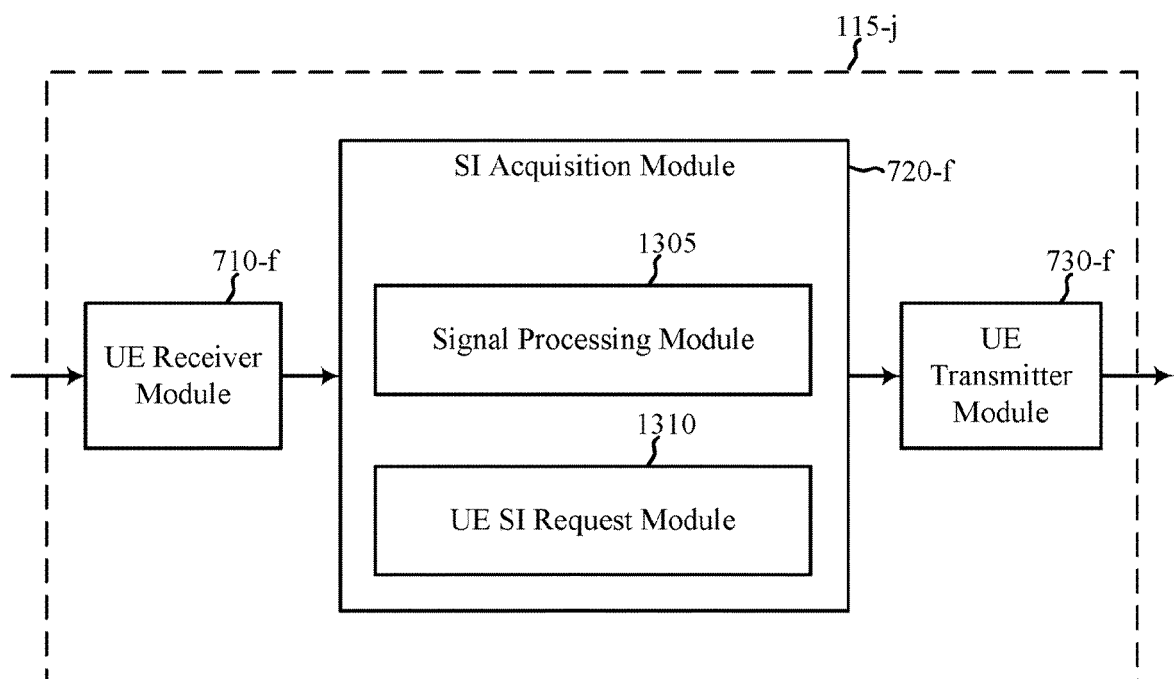 115-j
SI Acquisition Module
720-f
710-f
1305
730-f
UE Receiver
Module
Signal Processing Module
UE
Transmitter
Module
1310
UE SI Request Module